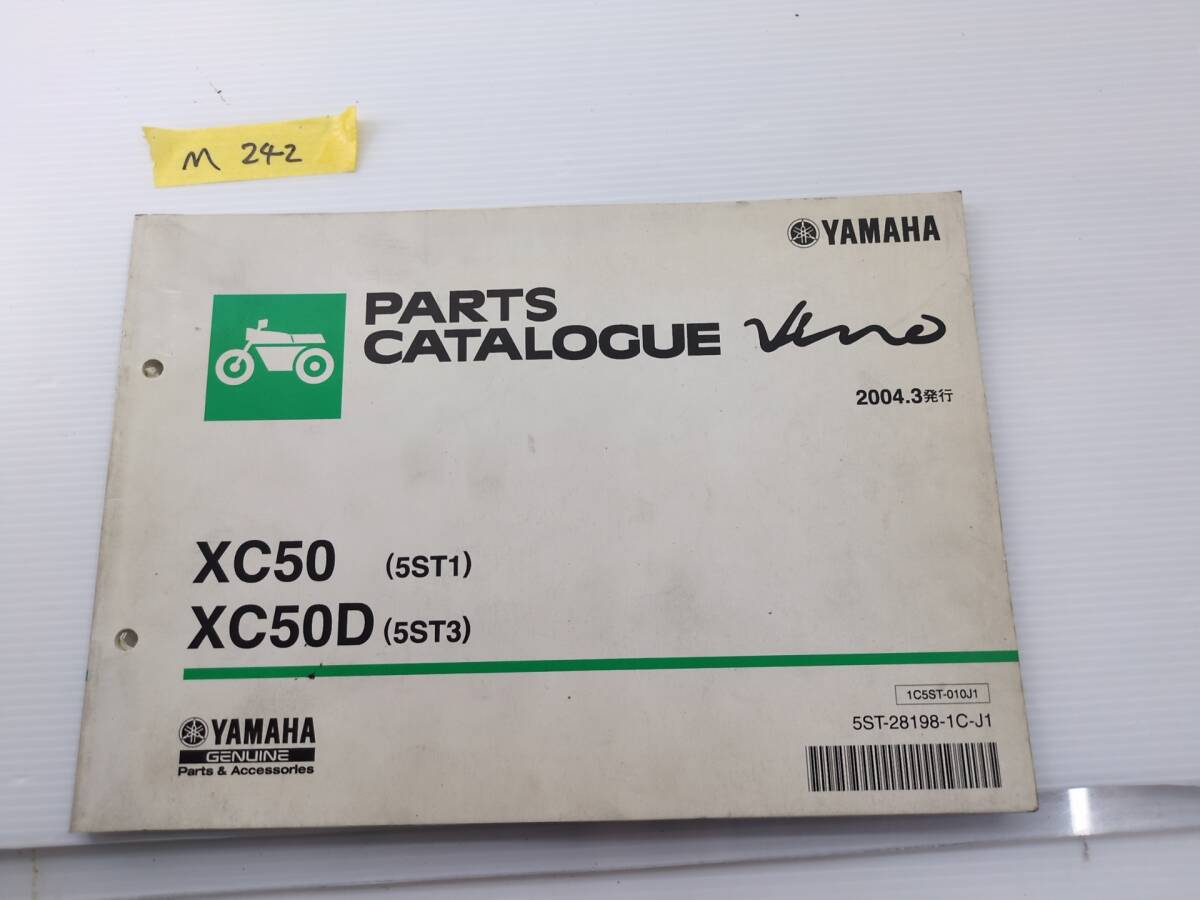 M 242
YAMAHA
PARTS
CATALOGUE Vino
2004.3発行
XC50 (5ST1)
XC50D (5ST3)
1C5ST-010J1
5ST-28198-1C-J1
YAMAHA
GENUINE
Parts & Accessories